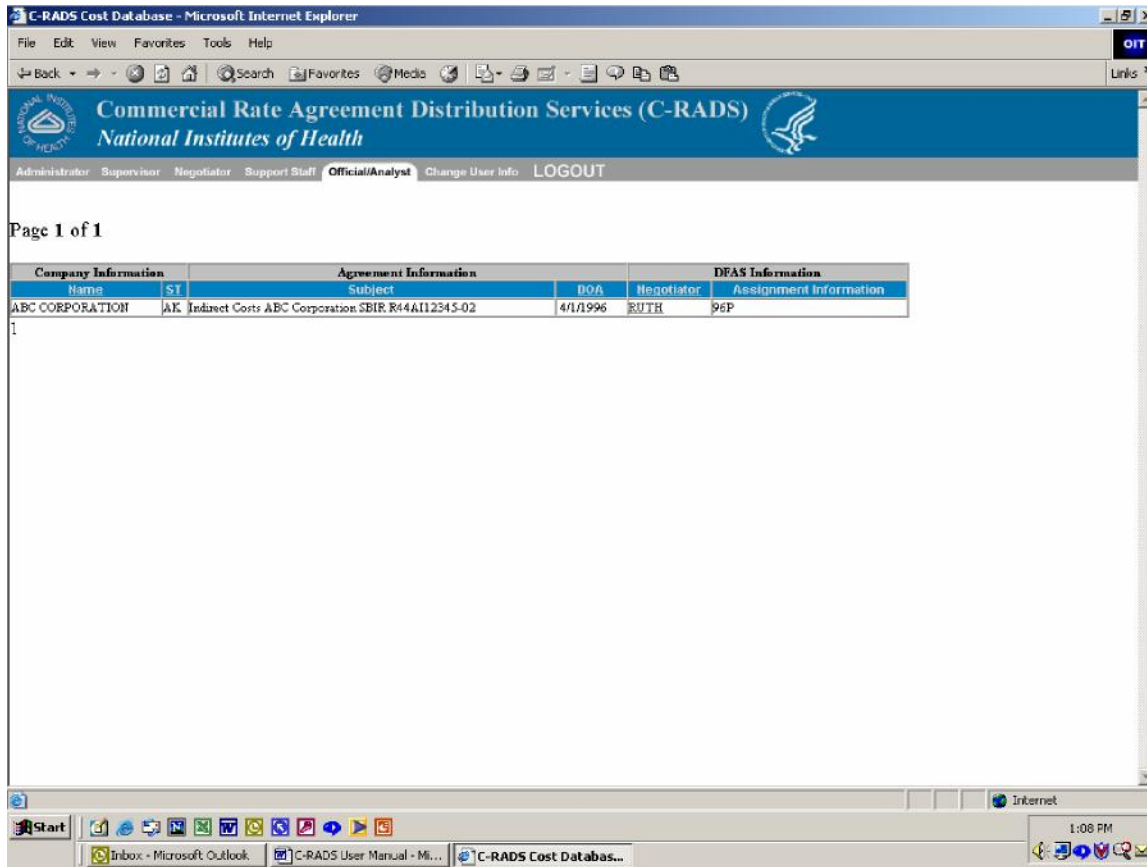 C-RADS Cost Database - Microsoft Internet Explorer
File Edit View Favorites Tools Help
OIT
Back Search Favorites Media Links
Commercial Rate Agreement Distribution Services (C-RADS)
National Institutes of Health
Administrator Supervisor Negotiator Support Staff Official/Analyst Change User Info LOGOUT
Page 1 of 1
Company Information Agreement Information DFAS Information
Name ST Subject DOA Negotiator Assignment Information
ABC CORPORATION AK Indirect Costs ABC Corporation SBIR R44AI12345-02 4/1/1996 RUTH 96P
1
Internet
Start 1:08 PM
Inbox - Microsoft Outlook C-RADS User Manual - Mi... C-RADS Cost Databas...